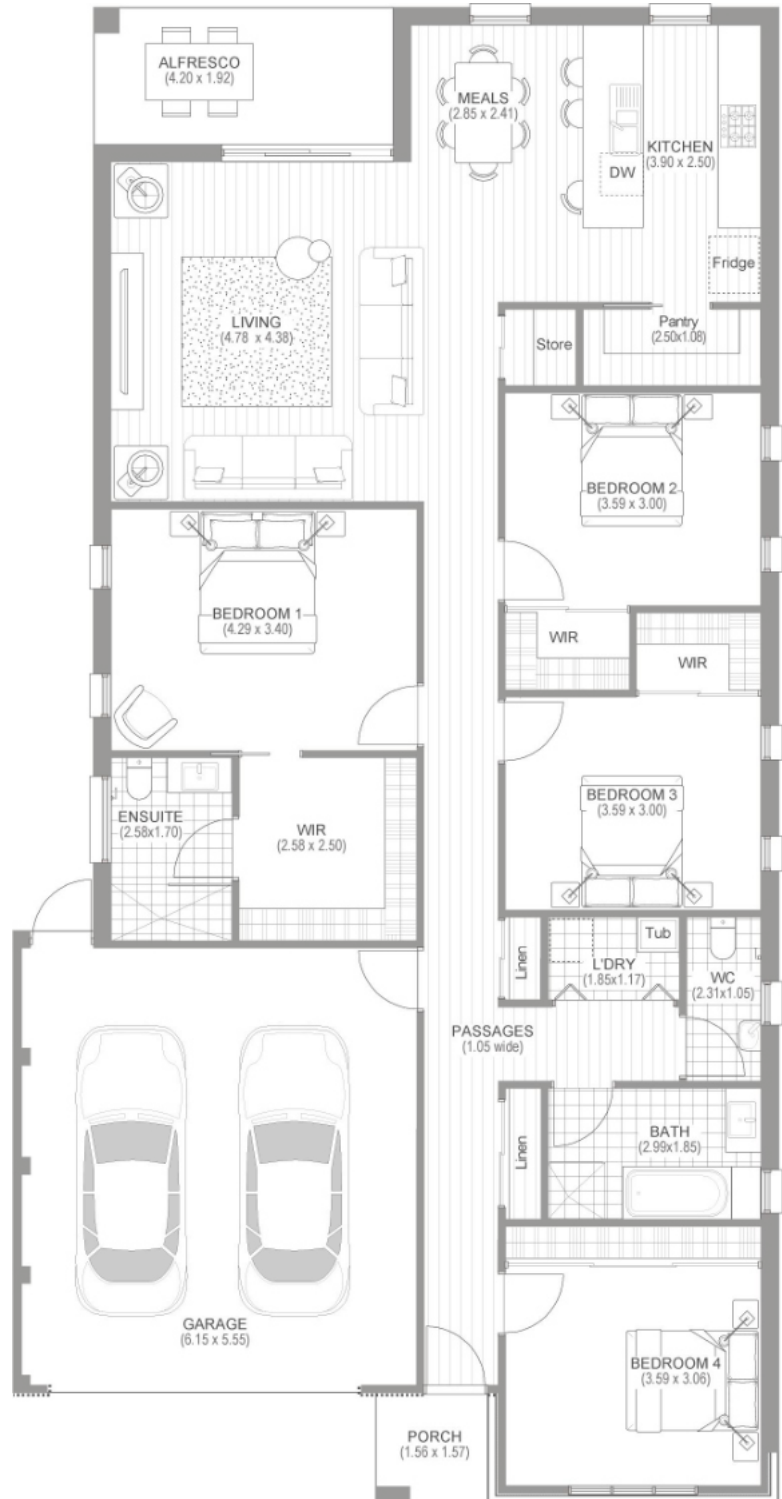 ALFRESCO
(4.20 x 1.92)
MEALS
(2.85 x 2.41)
KITCHEN
(3.90 x 2.50)
DW
Fridge
LIVING
(4.78 x 4.38)
Store
Pantry
(2.50x1.08)
BEDROOM 2
(3.59 x 3.00)
BEDROOM 1
(4.29 x 3.40)
WIR
WIR
ENSUITE
(2.58x1.70)
WIR
(2.58 x 2.50)
BEDROOM 3
(3.59 x 3.00)
Linen
L'DRY
(1.85x1.17)
Tub
WC
(2.31x1.05)
PASSAGES
(1.05 wide)
Linen
BATH
(2.99x1.85)
GARAGE
(6.15 x 5.55)
BEDROOM 4
(3.59 x 3.06)
PORCH
(1.56 x 1.57)